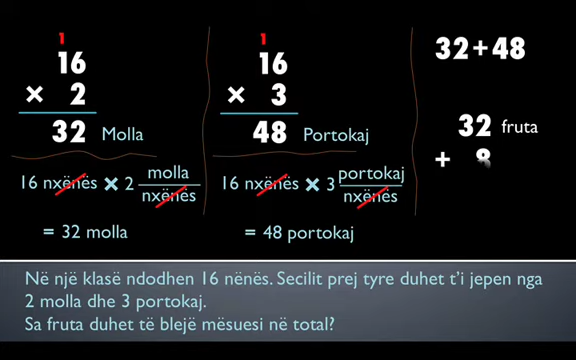 1
16
× 2
32 Molla
16 nxënës × 2 molla
nxënës
= 32 molla
1
16
× 3
48 Portokaj
16 nxënës × 3 portokaj
nxënës
= 48 portokaj
32+48
32 fruta
+ 8
Në një klasë ndodhen 16 nënës. Secilit prej tyre duhet t'i jepen nga
2 molla dhe 3 portokaj.
Sa fruta duhet të blejë mësuesi në total?